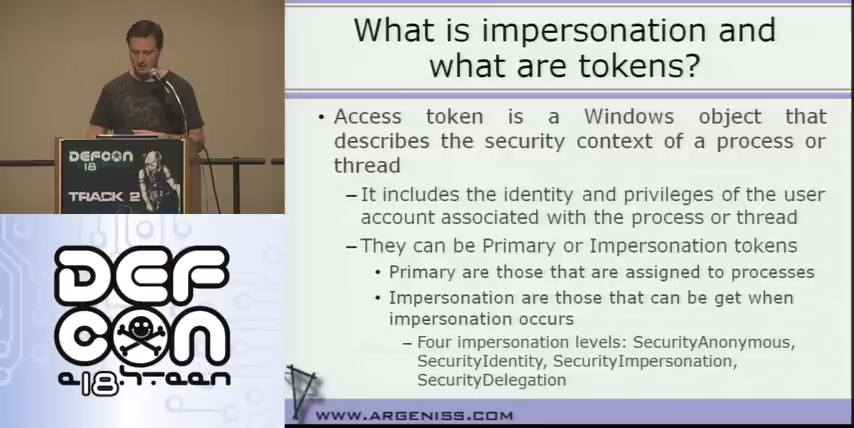 What is impersonation and
what are tokens?
• Access token is a Windows object that
describes the security context of a process or
thread
– It includes the identity and privileges of the user
account associated with the process or thread
– They can be Primary or Impersonation tokens
• Primary are those that are assigned to processes
• Impersonation are those that can be get when
impersonation occurs
– Four impersonation levels: SecurityAnonymous,
SecurityIdentity, SecurityImpersonation,
SecurityDelegation
WWW.ARGENISS.COM
DEFCON
18
TRACK 2
DEF
CON
e18hteen